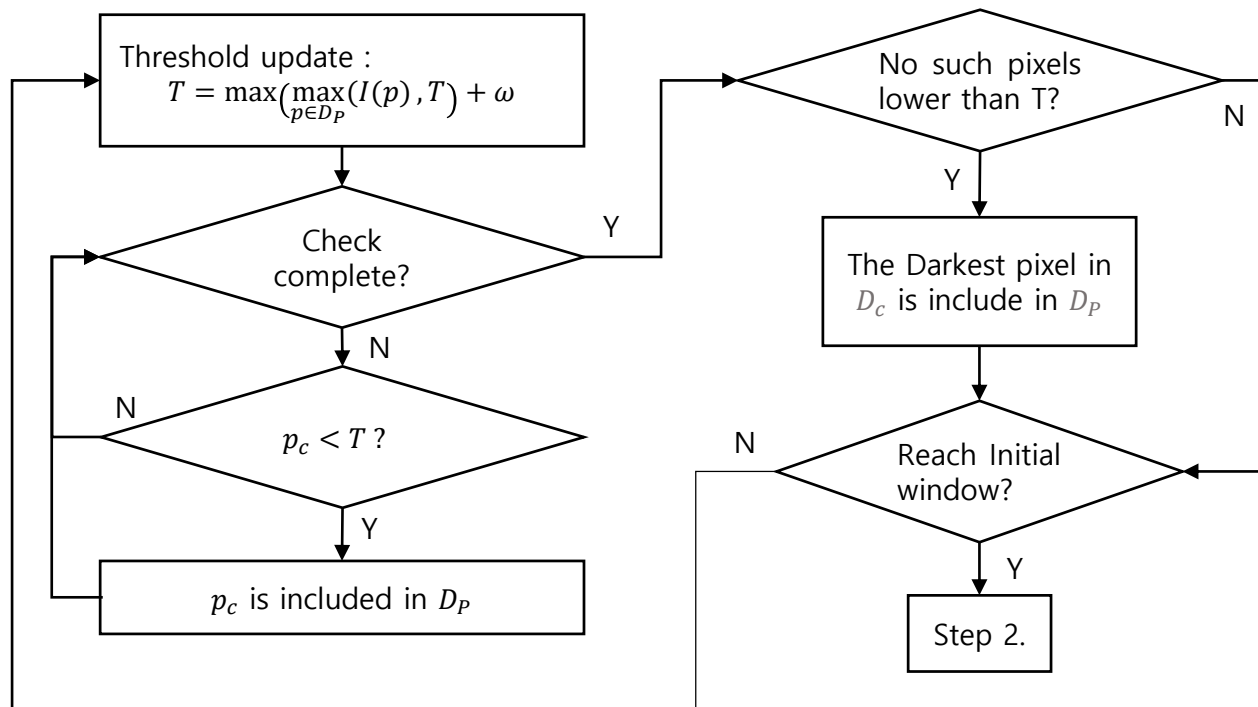 Threshold update :
T = max(max(I(p) , T) + ω
p∈D_P
Check
complete?
Y
N
p_c < T ?
N
Y
p_c is included in D_P
No such pixels
lower than T?
N
Y
The Darkest pixel in
D_c is include in D_P
Reach Initial
window?
N
Y
Step 2.